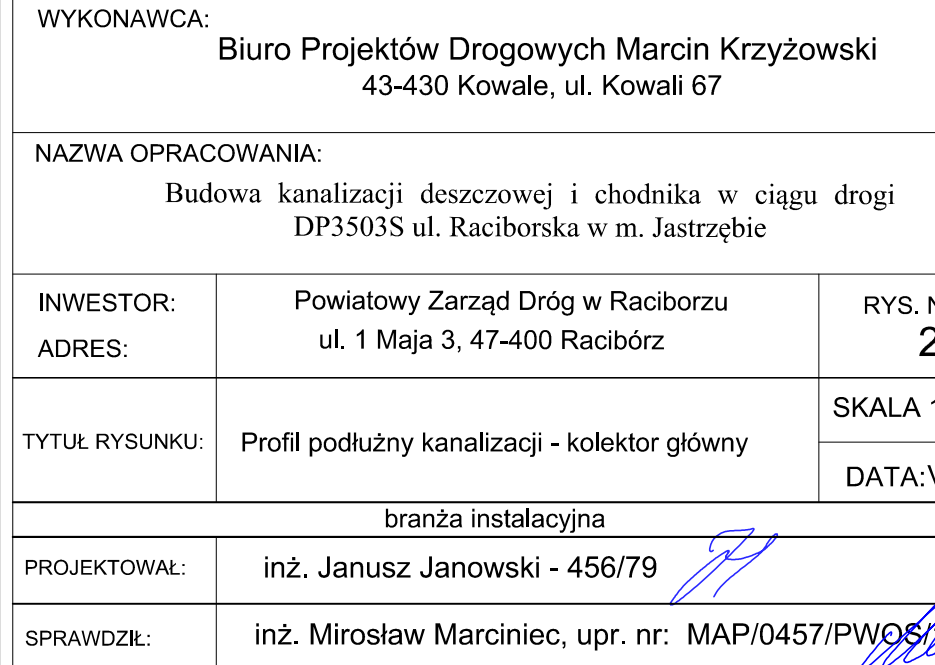 WYKONAWCA:
Biuro Projektów Drogowych Marcin Krzyżowski
43-430 Kowale, ul. Kowali 67
NAZWA OPRACOWANIA:
Budowa kanalizacji deszczowej i chodnika w ciągu drogi
DP3503S ul. Raciborska w m. Jastrzębie
INWESTOR:
ADRES:
Powiatowy Zarząd Dróg w Raciborzu
ul. 1 Maja 3, 47-400 Racibórz
RYS. N
2
TYTUŁ RYSUNKU:
Profil podłużny kanalizacji - kolektor główny
SKALA 1
DATA:V
branża instalacyjna
PROJEKTOWAŁ:
inż. Janusz Janowski - 456/79
SPRAWDZIŁ:
inż. Mirosław Marciniec, upr. nr: MAP/0457/PWOS/